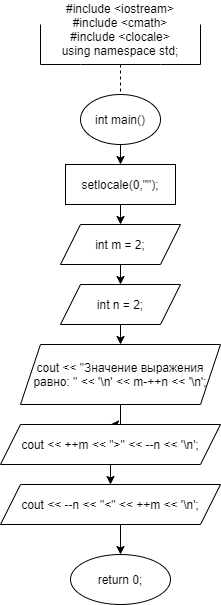 #include <iostream>
#include <cmath>
#include <clocale>
using namespace std;
int main()
setlocale(0,"");
int m = 2;
int n = 2;
cout << "Значение выражения
равно: " << '\n' << m-++n << '\n';
cout << ++m << ">" << --n << '\n';
cout << --n << "<" << ++m << '\n';
return 0;